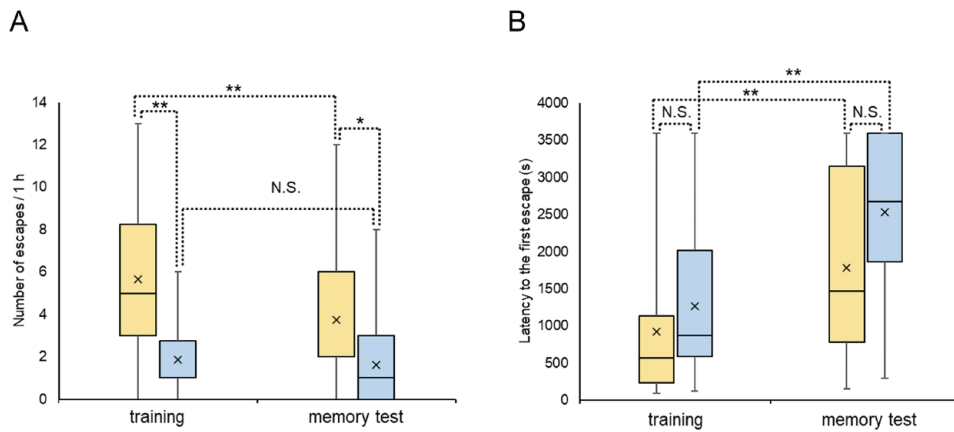 A
**
**
*
N.S.
Number of escapes / 1 h
14
12
10
8
6
4
2
0
training
memory test
B
**
**
N.S.
N.S.
Latency to the first escape (s)
4000
3500
3000
2500
2000
1500
1000
500
0
training
memory test